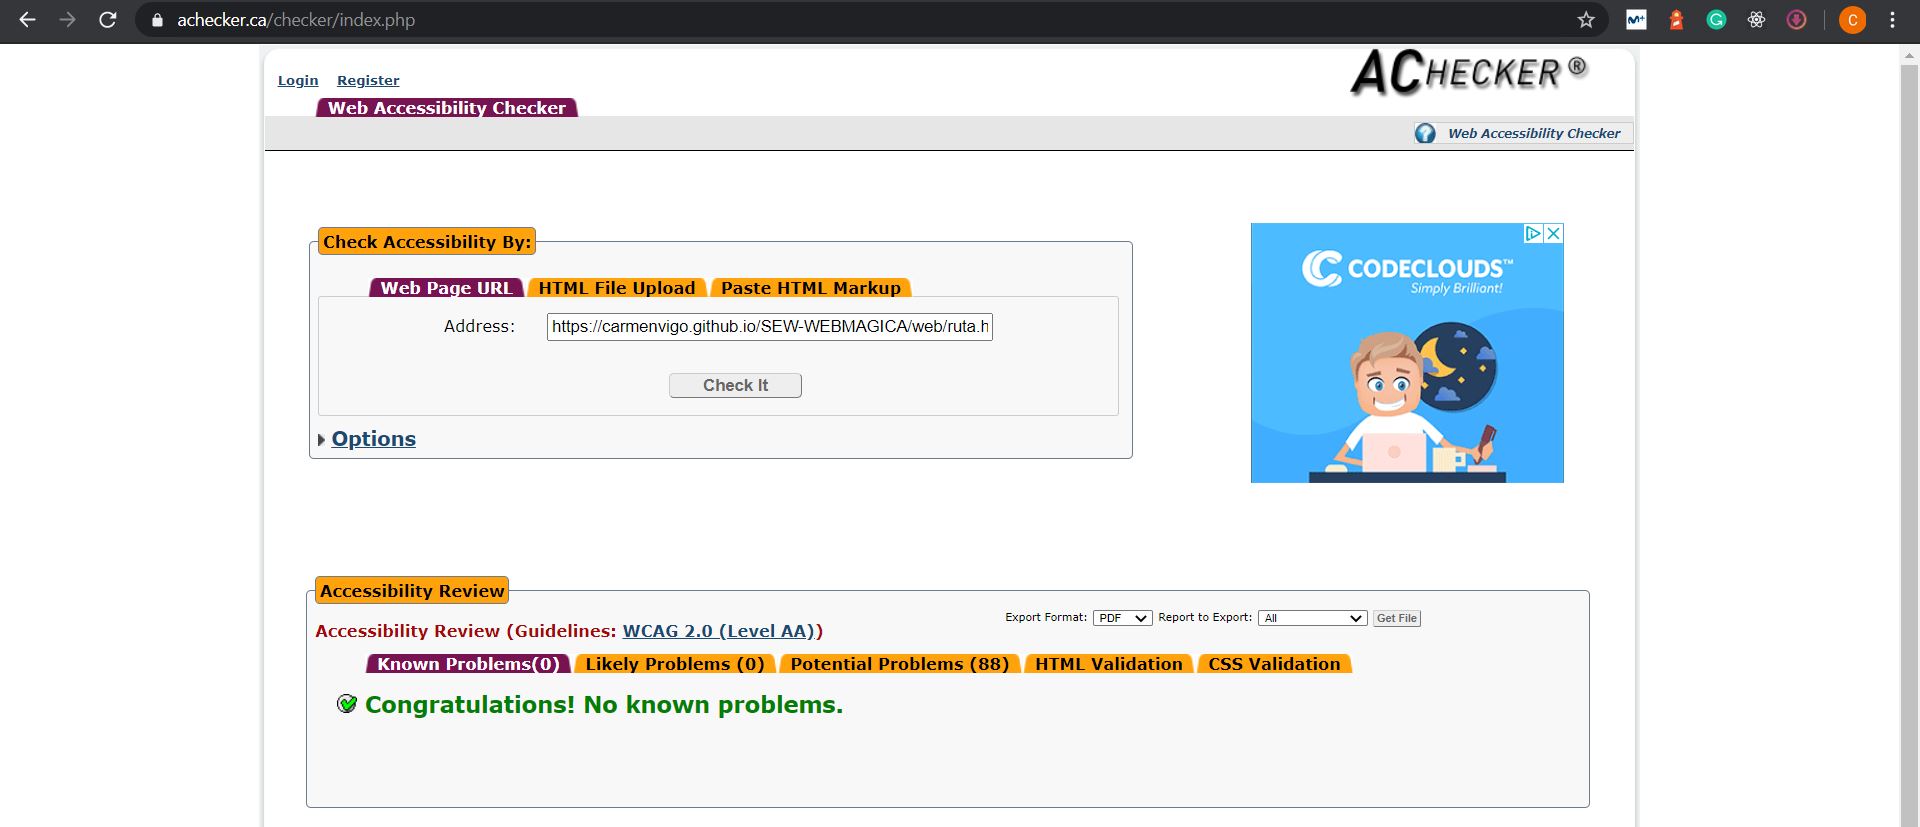 achecker.ca/checker/index.php
C
Login Register
ACHECKER ®
Web Accessibility Checker
? Web Accessibility Checker
Check Accessibility By:
Web Page URL HTML File Upload Paste HTML Markup
Address: https://carmenvigo.github.io/SEW-WEBMAGICA/web/ruta.h
Check It
Options
CODECLOUDS™
Simply Brilliant!
Accessibility Review
Export Format: PDF Report to Export: All Get File
Accessibility Review (Guidelines: WCAG 2.0 (Level AA))
Known Problems(0) Likely Problems (0) Potential Problems (88) HTML Validation CSS Validation
Congratulations! No known problems.